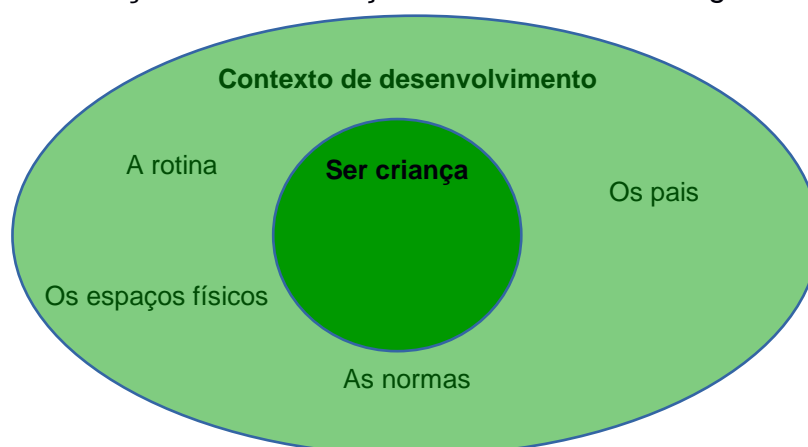 Contexto de desenvolvimento
A rotina
Ser criança
Os pais
Os espaços físicos
As normas